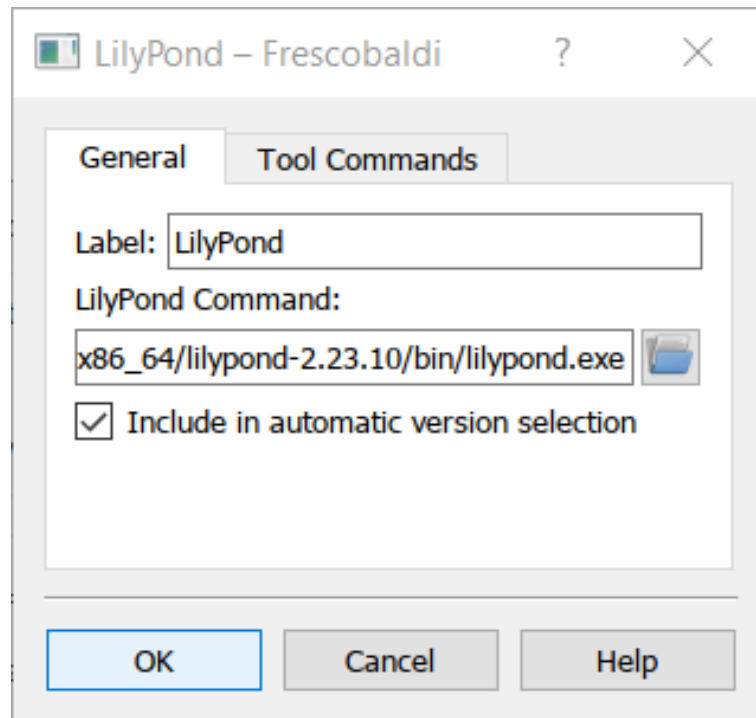 LilyPond – Frescobaldi ?
General Tool Commands
Label: LilyPond
LilyPond Command:
x86_64/lilypond-2.23.10/bin/lilypond.exe
Include in automatic version selection
OK Cancel Help